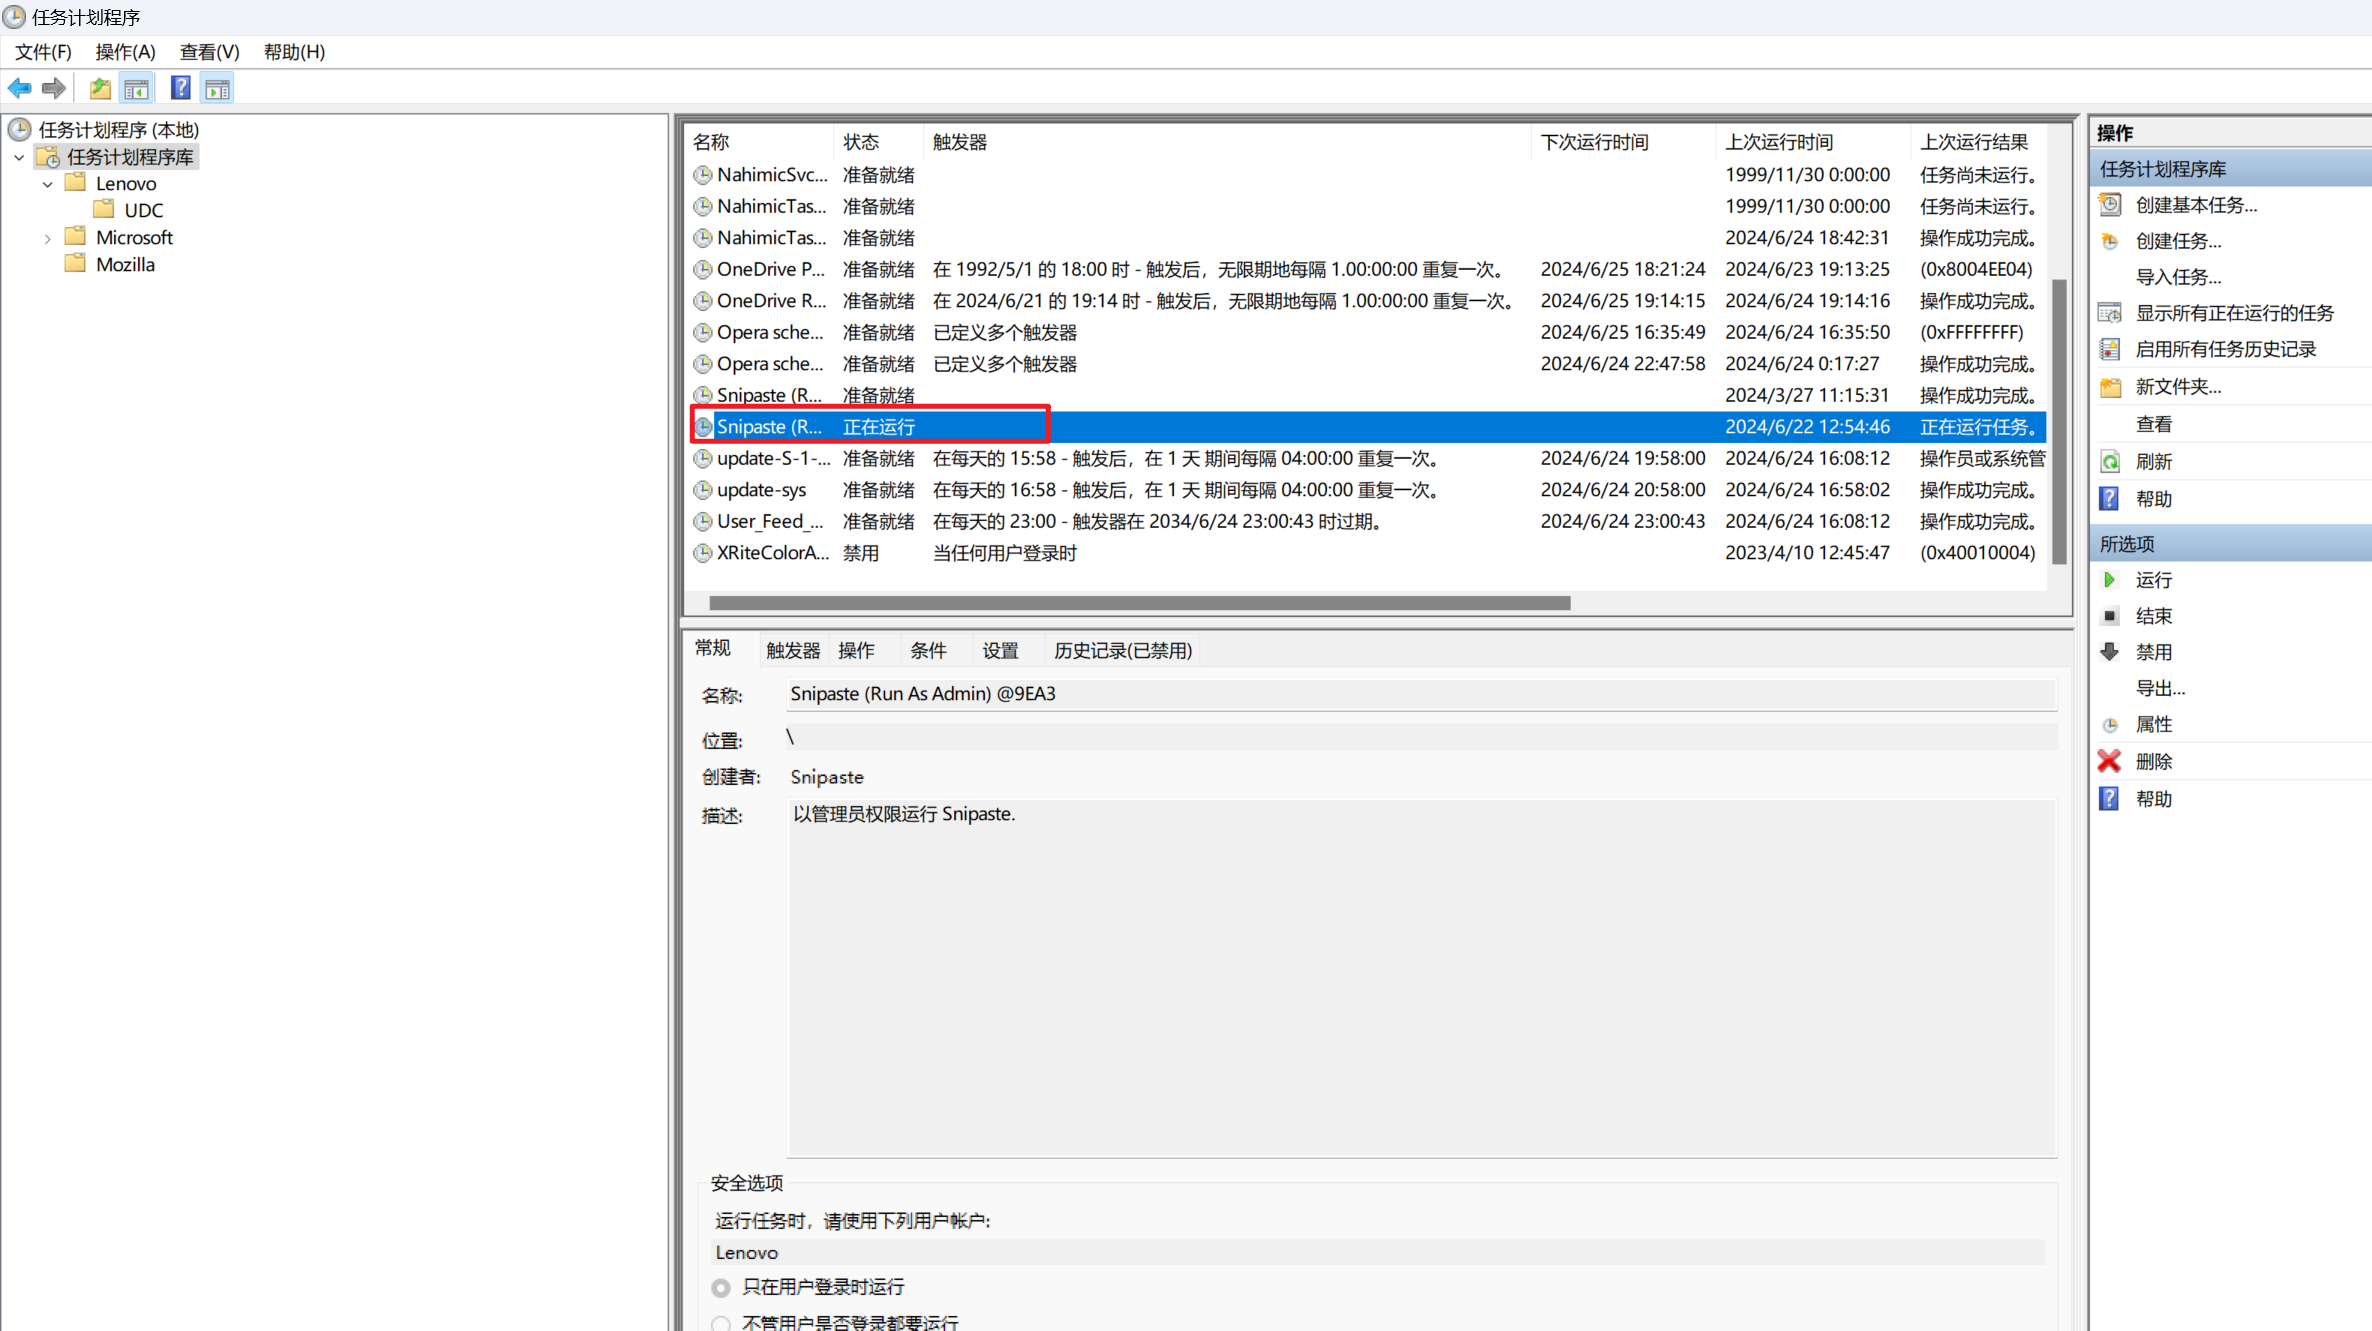 任务计划程序
文件(F) 操作(A) 查看(V) 帮助(H)
任务计划程序 (本地)
任务计划程序库
Lenovo
UDC
Microsoft
Mozilla
名称 状态 触发器 下次运行时间 上次运行时间 上次运行结果
NahimicSvc... 准备就绪 1999/11/30 0:00:00 任务尚未运行。
NahimicTas... 准备就绪 1999/11/30 0:00:00 任务尚未运行。
NahimicTas... 准备就绪 2024/6/24 18:42:31 操作成功完成。
OneDrive P... 准备就绪 在 1992/5/1 的 18:00 时 - 触发后，无限期地每隔 1.00:00:00 重复一次。 2024/6/25 18:21:24 2024/6/23 19:13:25 (0x8004EE04)
OneDrive R... 准备就绪 在 2024/6/21 的 19:14 时 - 触发后，无限期地每隔 1.00:00:00 重复一次。 2024/6/25 19:14:15 2024/6/24 19:14:16 操作成功完成。
Opera sche... 准备就绪 已定义多个触发器 2024/6/25 16:35:49 2024/6/24 16:35:50 (0xFFFFFFFF)
Opera sche... 准备就绪 已定义多个触发器 2024/6/24 22:47:58 2024/6/24 0:17:27 操作成功完成。
Snipaste (R... 准备就绪 2024/3/27 11:15:31 操作成功完成。
Snipaste (R... 正在运行 2024/6/22 12:54:46 正在运行任务。
update-S-1-... 准备就绪 在每天的 15:58 - 触发后，在 1 天 期间每隔 04:00:00 重复一次。 2024/6/24 19:58:00 2024/6/24 16:08:12 操作员或系统管
update-sys 准备就绪 在每天的 16:58 - 触发后，在 1 天 期间每隔 04:00:00 重复一次。 2024/6/24 20:58:00 2024/6/24 16:58:02 操作成功完成。
User_Feed_... 准备就绪 在每天的 23:00 - 触发器在 2034/6/24 23:00:43 时过期。 2024/6/24 23:00:43 2024/6/24 16:08:12 操作成功完成。
XRiteColorA... 禁用 当任何用户登录时 2023/4/10 12:45:47 (0x40010004)
常规 触发器 操作 条件 设置 历史记录(已禁用)
名称: Snipaste (Run As Admin) @9EA3
位置: \
创建者: Snipaste
描述: 以管理员权限运行 Snipaste.
安全选项
运行任务时，请使用下列用户帐户:
Lenovo
只在用户登录时运行
不管用户是否登录都要运行
操作
任务计划程序库
创建基本任务...
创建任务...
导入任务...
显示所有正在运行的任务
启用所有任务历史记录
新文件夹...
查看
刷新
帮助
所选项
运行
结束
禁用
导出...
属性
删除
帮助